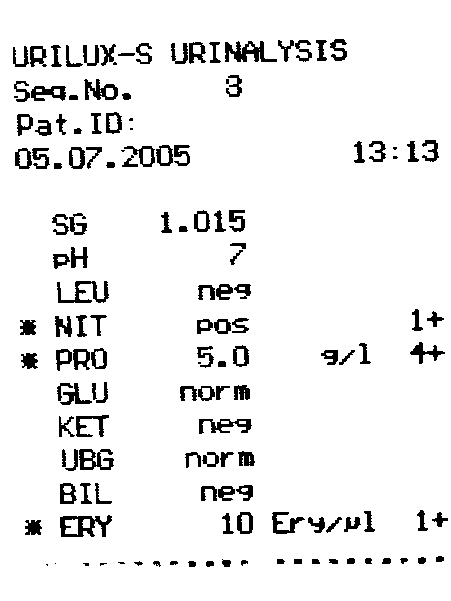 URILUX-S URINALYSIS
Seq.No. 8
Pat.ID:
05.07.2005 13:13
SG 1.015
pH 7
LEU neg
* NIT pos 1+
* PRO 5.0 g/l 4+
GLU norm
KET neg
UBG norm
BIL neg
* ERY 10 Ery/µl 1+